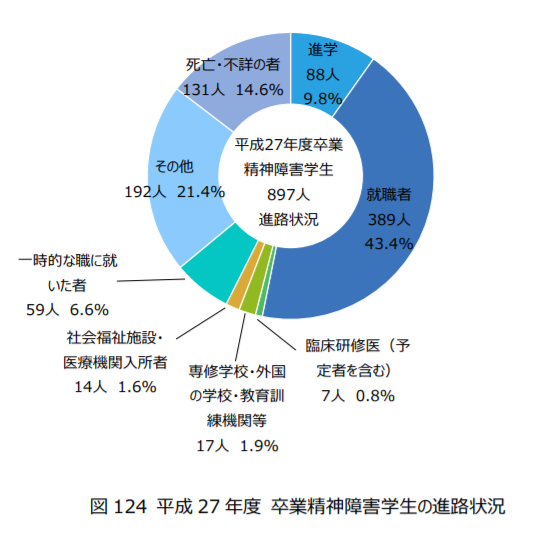 平成27年度卒業
精神障害学生
897人
進路状況
進学
88人
9.8%
就職者
389人
43.4%
臨床研修医（予
定者を含む）
7人 0.8%
専修学校・外国
の学校・教育訓
練機関等
17人 1.9%
社会福祉施設・
医療機関入所者
14人 1.6%
一時的な職に就
いた者
59人 6.6%
その他
192人 21.4%
死亡・不詳の者
131人 14.6%
図 124 平成 27 年度 卒業精神障害学生の進路状況